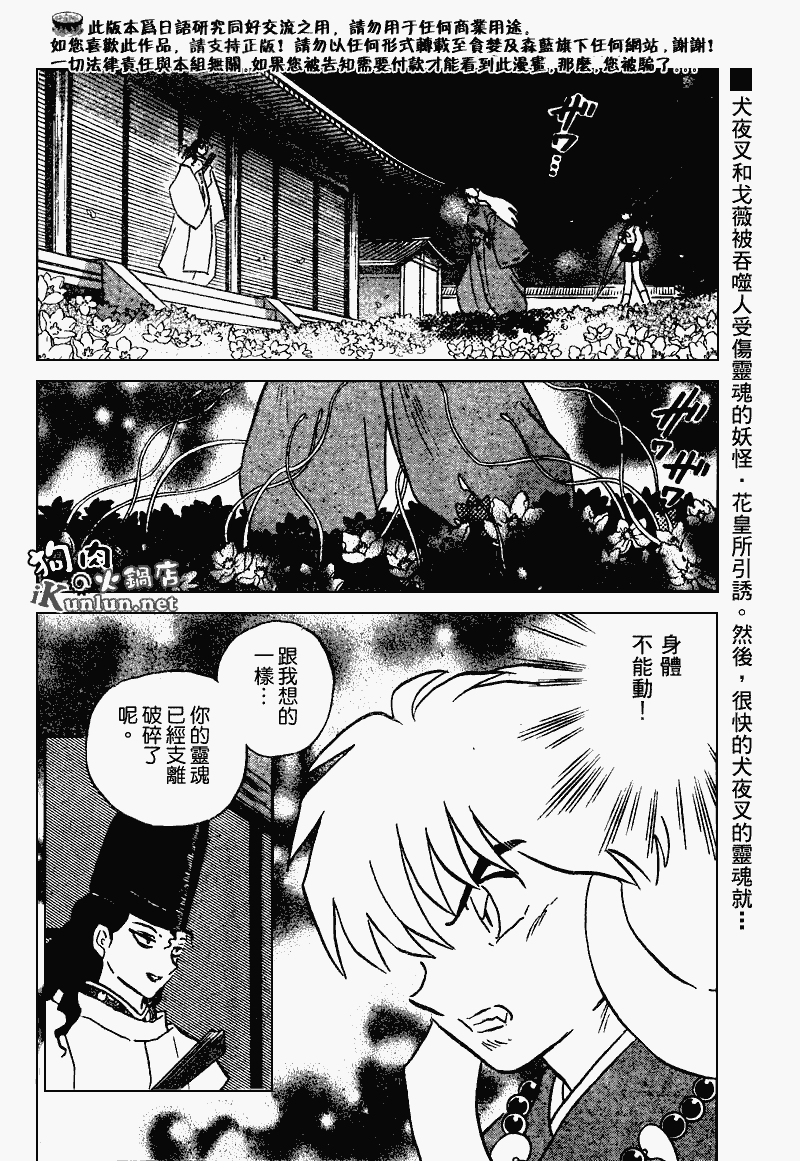 此版本爲日語研究同好交流之用，請勿用于任何商業用途。
如您喜歡此作品，請支持正版！請勿以任何形式轉載至貪婪及森藍旗下任何網站，謝謝！
一切法律責任與本組無關.如果您被告知需要付款才能看到此漫畫,那麼,您被騙了...
■犬夜叉和戈薇被吞噬人受傷靈魂的妖怪．花皇所引誘。然後，很快的犬夜叉的靈魂就…
ザワ…
ザワザワ
狗肉の火鍋店
iKunlun.net
身體
不能動！
跟我想的
一樣…
你的靈魂
已經支離
破碎了
呢。